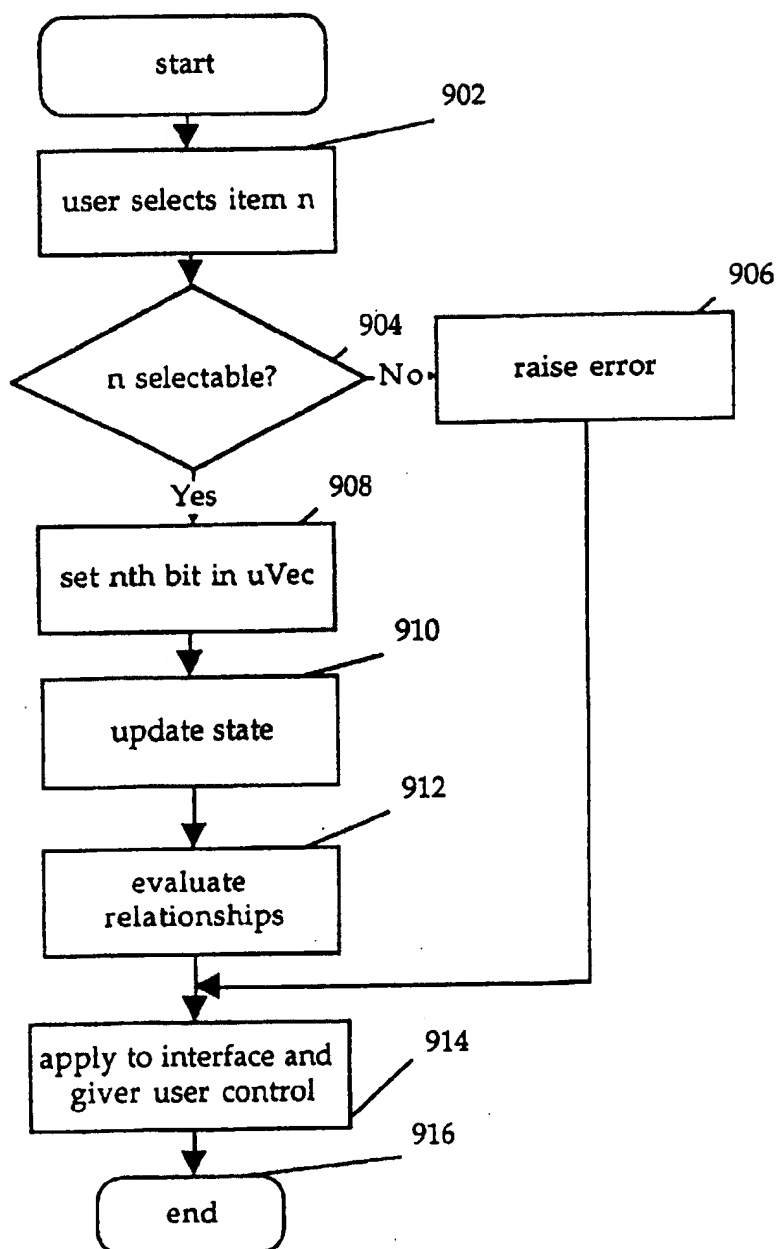 start
902
user selects item n
904
906
n selectable?
No
raise error
Yes
908
set nth bit in uVec
910
update state
912
evaluate
relationships
apply to interface and
giver user control
914
916
end